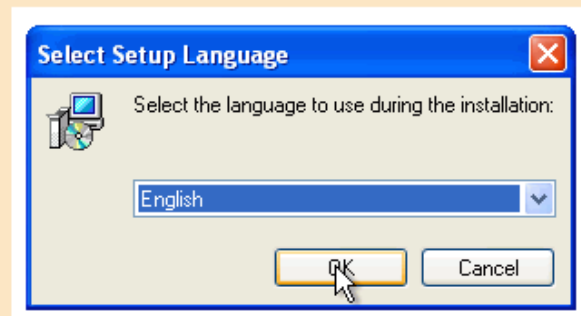 Select Setup Language
Select the language to use during the installation:
English
OK Cancel